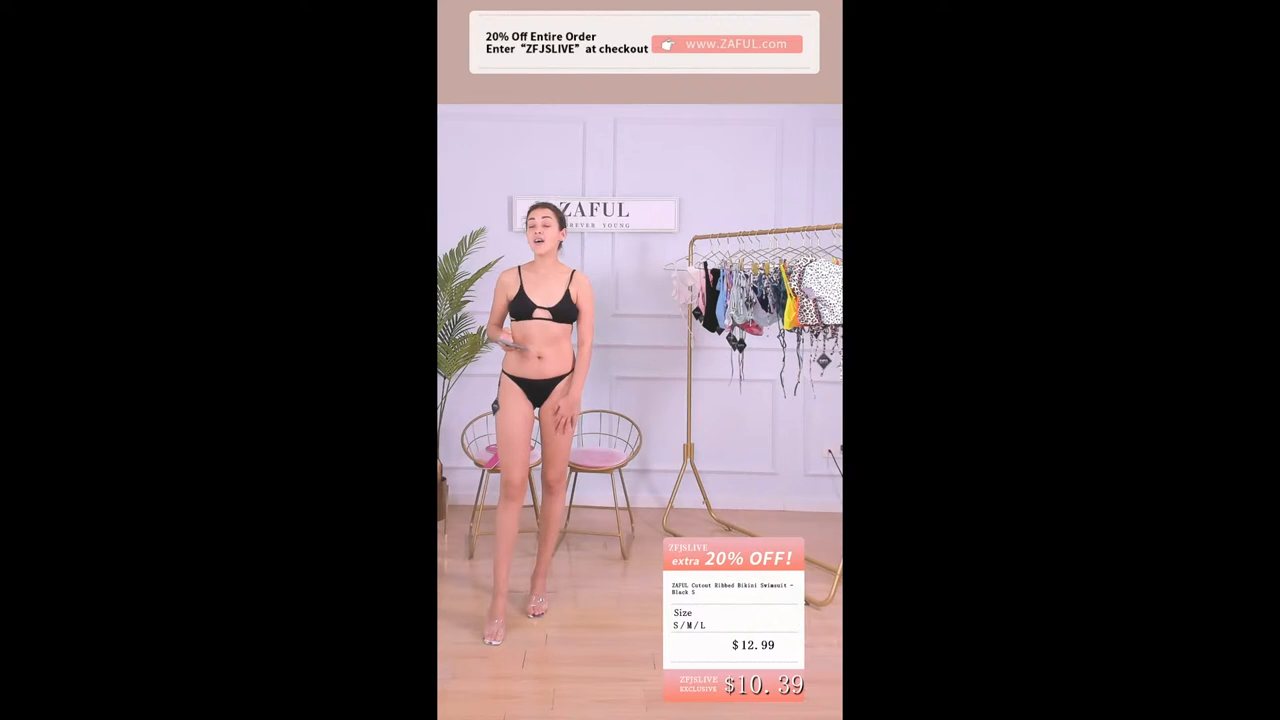 20% Off Entire Order
Enter “ZFJSLIVE” at checkout
www.ZAFUL.com
ZAFUL
YOUNG
ZFJSLIVE
extra 20% OFF!
ZAFUL Cutout Ribbed Bikini Swimsuit -
Black S
Size
S/M/L
$12.99
ZFJSLIVE
EXCLUSIVE
$10.39